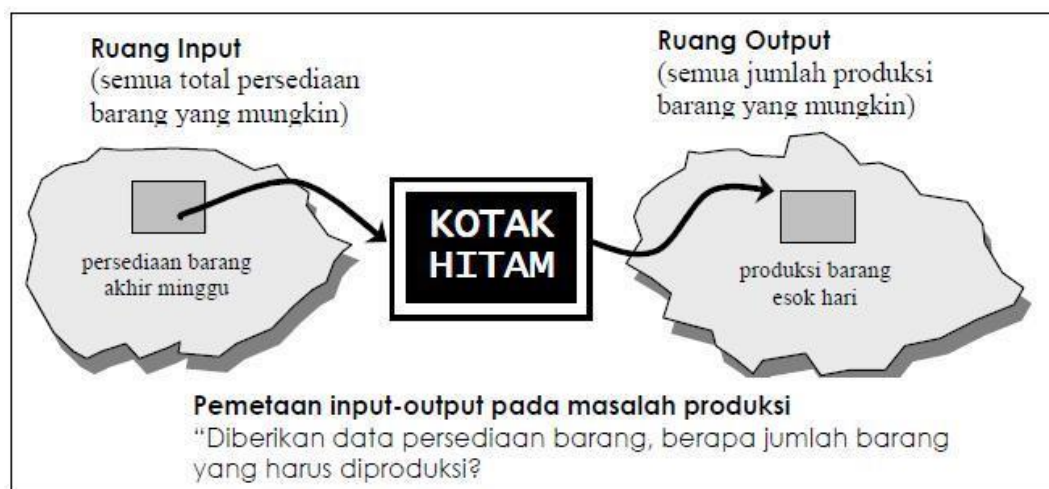 Ruang Input
(semua total persediaan
barang yang mungkin)
Ruang Output
(semua jumlah produksi
barang yang mungkin)
KOTAK
HITAM
persediaan barang
akhir minggu
produksi barang
esok hari
Pemetaan input-output pada masalah produksi
“Diberikan data persediaan barang, berapa jumlah barang
yang harus diproduksi?